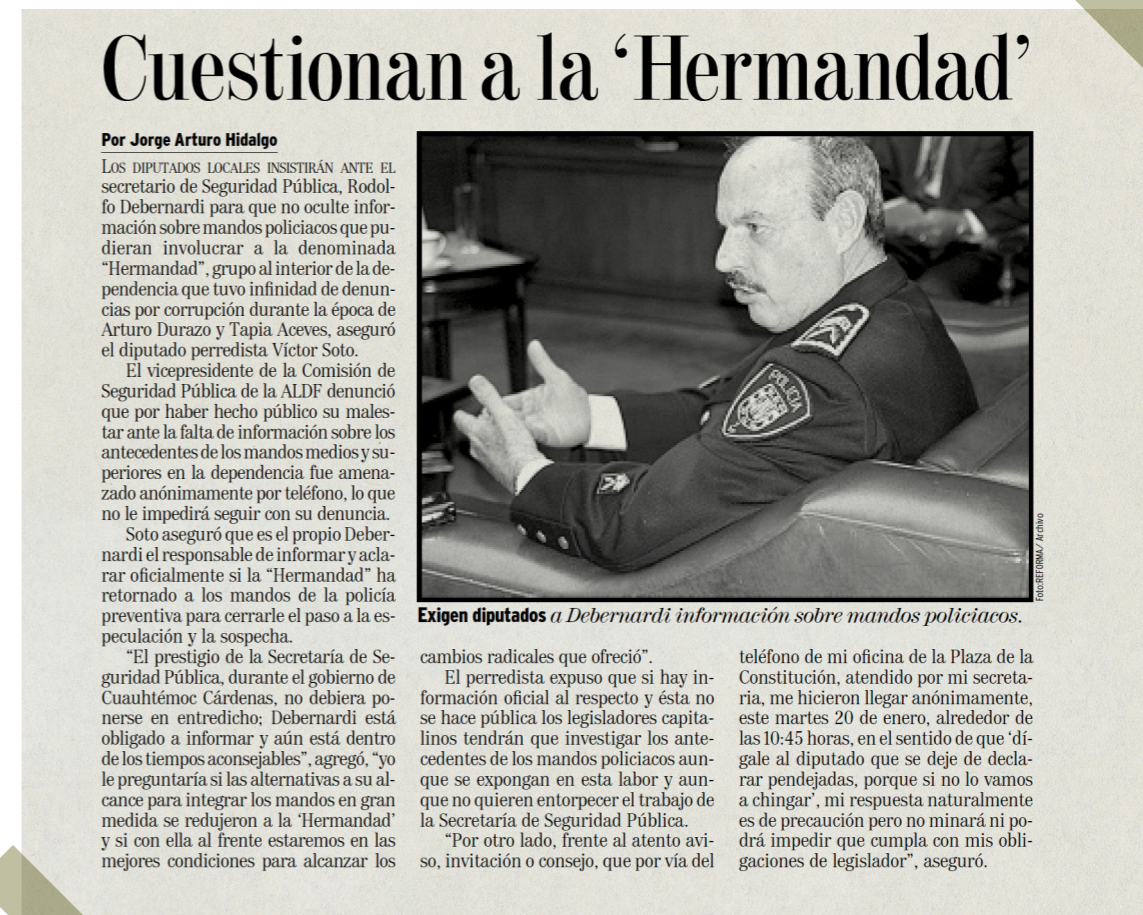 Cuestionan a la ‘Hermandad’
Por Jorge Arturo Hidalgo
LOS DIPUTADOS LOCALES INSISTIRÁN ANTE EL
secretario de Seguridad Pública, Rodol-
fo Debernardi para que no oculte infor-
mación sobre mandos policiacos que pu-
dieran involucrar a la denominada
“Hermandad”, grupo al interior de la de-
pendencia que tuvo infinidad de denun-
cias por corrupción durante la época de
Arturo Durazo y Tapia Aceves, aseguró
el diputado perredista Víctor Soto.
El vicepresidente de la Comisión de
Seguridad Pública de la ALDF denunció
que por haber hecho público su males-
tar ante la falta de información sobre los
antecedentes de los mandos medios y su-
periores en la dependencia fue amena-
zado anónimamente por teléfono, lo que
no le impedirá seguir con su denuncia.
Soto aseguró que es el propio Deber-
nardi el responsable de informar y acla-
rar oficialmente si la “Hermandad” ha
retornado a los mandos de la policía
preventiva para cerrarle el paso a la es-
peculación y la sospecha.
“El prestigio de la Secretaría de Se-
guridad Pública, durante el gobierno de
Cuauhtémoc Cárdenas, no debiera po-
nerse en entredicho; Debernardi está
obligado a informar y aún está dentro
de los tiempos aconsejables”, agregó, “yo
le preguntaría si las alternativas a su al-
cance para integrar los mandos en gran
medida se redujeron a la ‘Hermandad’
y si con ella al frente estaremos en las
mejores condiciones para alcanzar los
POLICIA
Foto:REFORMA/ Archivo
Exigen diputados a Debernardi información sobre mandos policiacos.
cambios radicales que ofreció”.
El perredista expuso que si hay in-
formación oficial al respecto y ésta no
se hace pública los legisladores capita-
linos tendrán que investigar los ante-
cedentes de los mandos policiacos aun-
que se expongan en esta labor y aun-
que no quieren entorpecer el trabajo de
la Secretaría de Seguridad Pública.
“Por otro lado, frente al atento avi-
so, invitación o consejo, que por vía del
teléfono de mi oficina de la Plaza de la
Constitución, atendido por mi secreta-
ria, me hicieron llegar anónimamente,
este martes 20 de enero, alrededor de
las 10:45 horas, en el sentido de que ‘dí-
gale al diputado que se deje de decla-
rar pendejadas, porque si no lo vamos
a chingar’, mi respuesta naturalmente
es de precaución pero no minará ni po-
drá impedir que cumpla con mis obli-
gaciones de legislador”, aseguró.